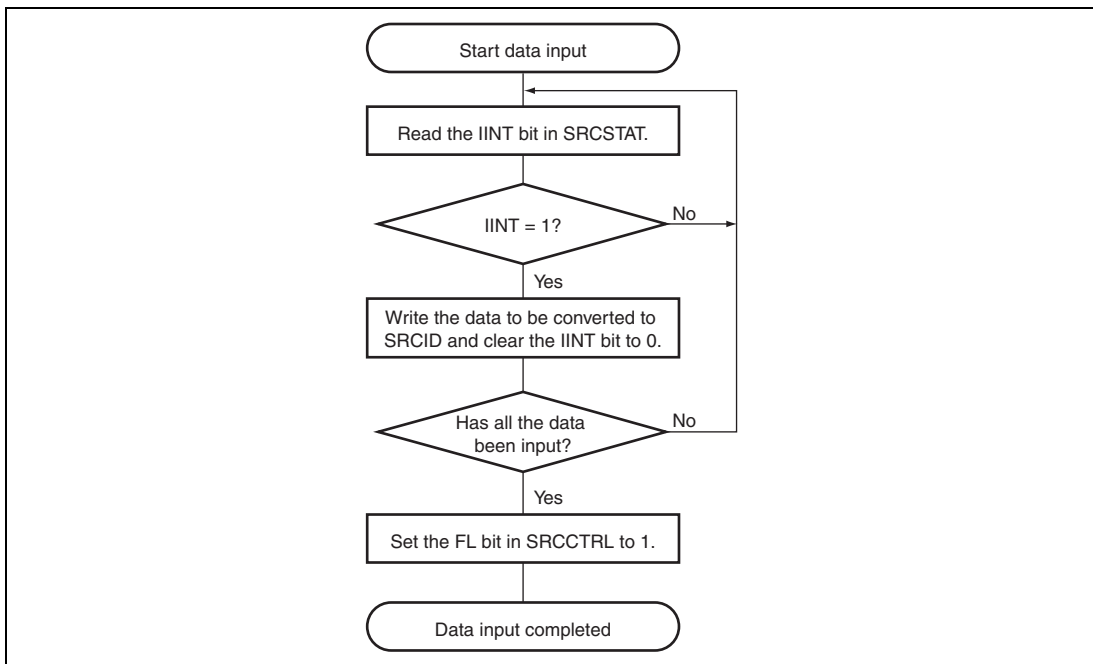 Start data input
Read the IINT bit in SRCSTAT.
IINT = 1?
No
Yes
Write the data to be converted to
SRCID and clear the IINT bit to 0.
Has all the data
been input?
No
Yes
Set the FL bit in SRCCTRL to 1.
Data input completed